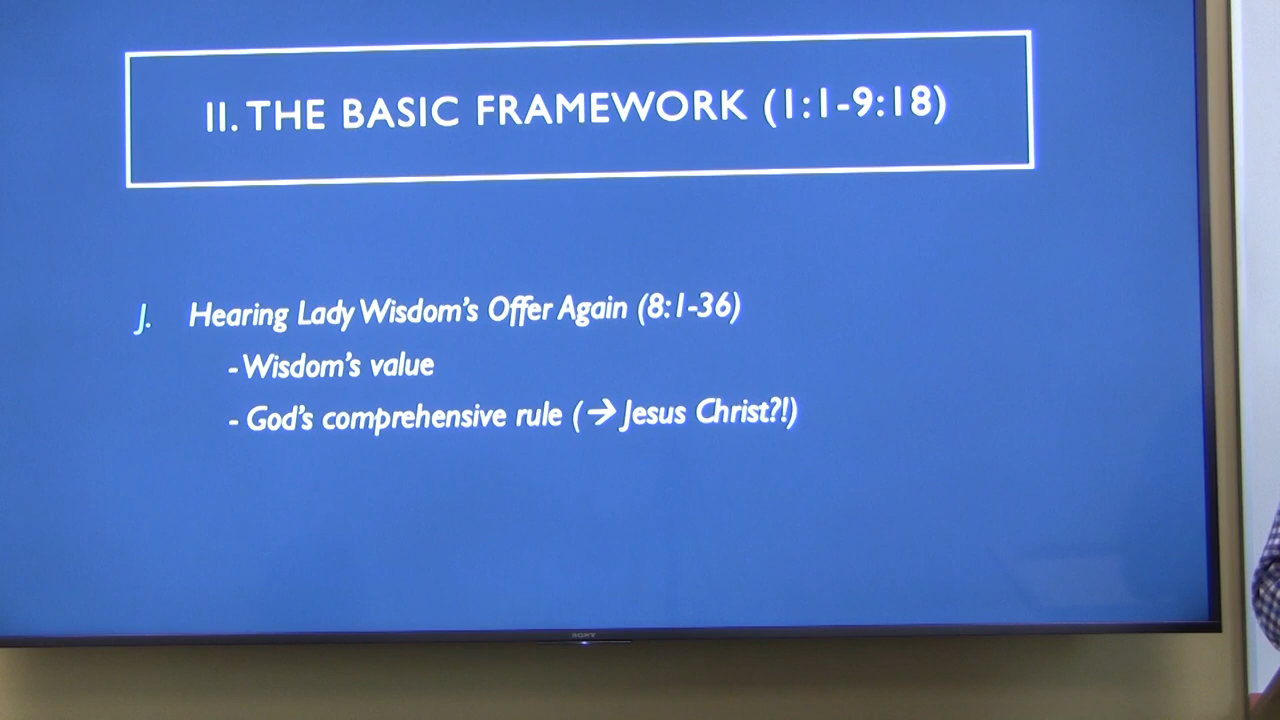 II. THE BASIC FRAMEWORK (1:1-9:18)
J. Hearing Lady Wisdom's Offer Again (8:1-36)
- Wisdom's value
- God's comprehensive rule (→ Jesus Christ?!)
SONY